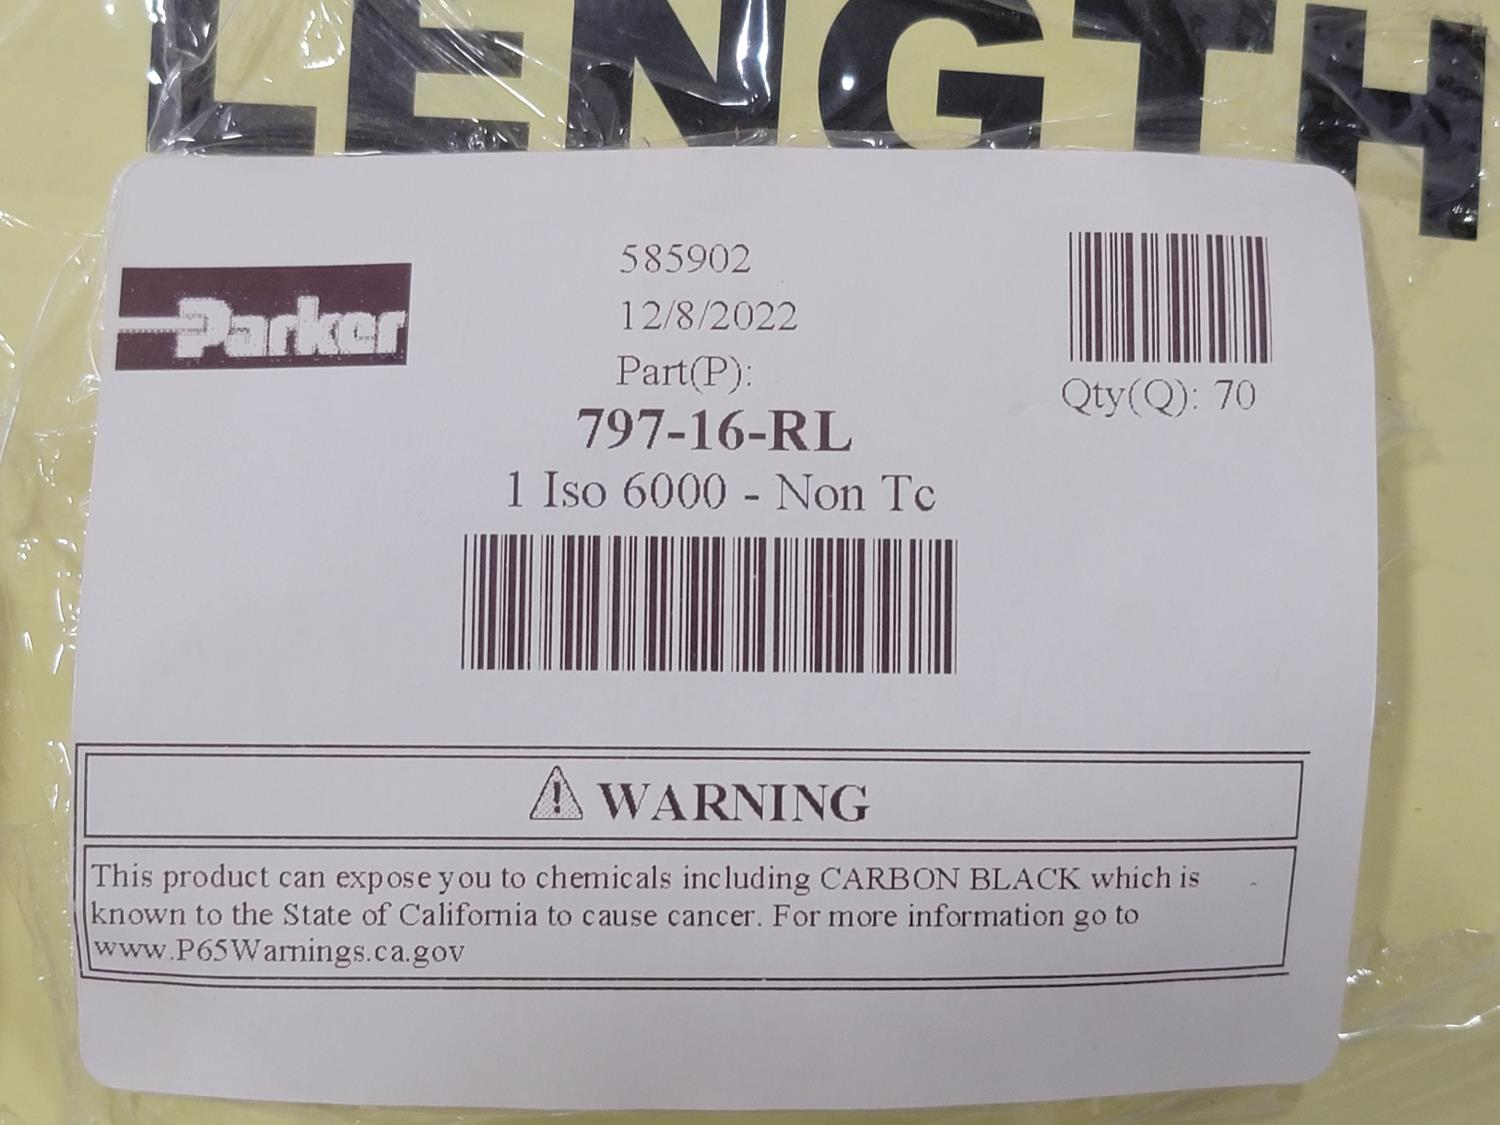 LENGTH
Parker
585902
12/8/2022
Part(P):
797-16-RL
1 Iso 6000 - Non Tc
Qty(Q): 70
WARNING
This product can expose you to chemicals including CARBON BLACK which is
known to the State of California to cause cancer. For more information go to
www.P65Warnings.ca.gov